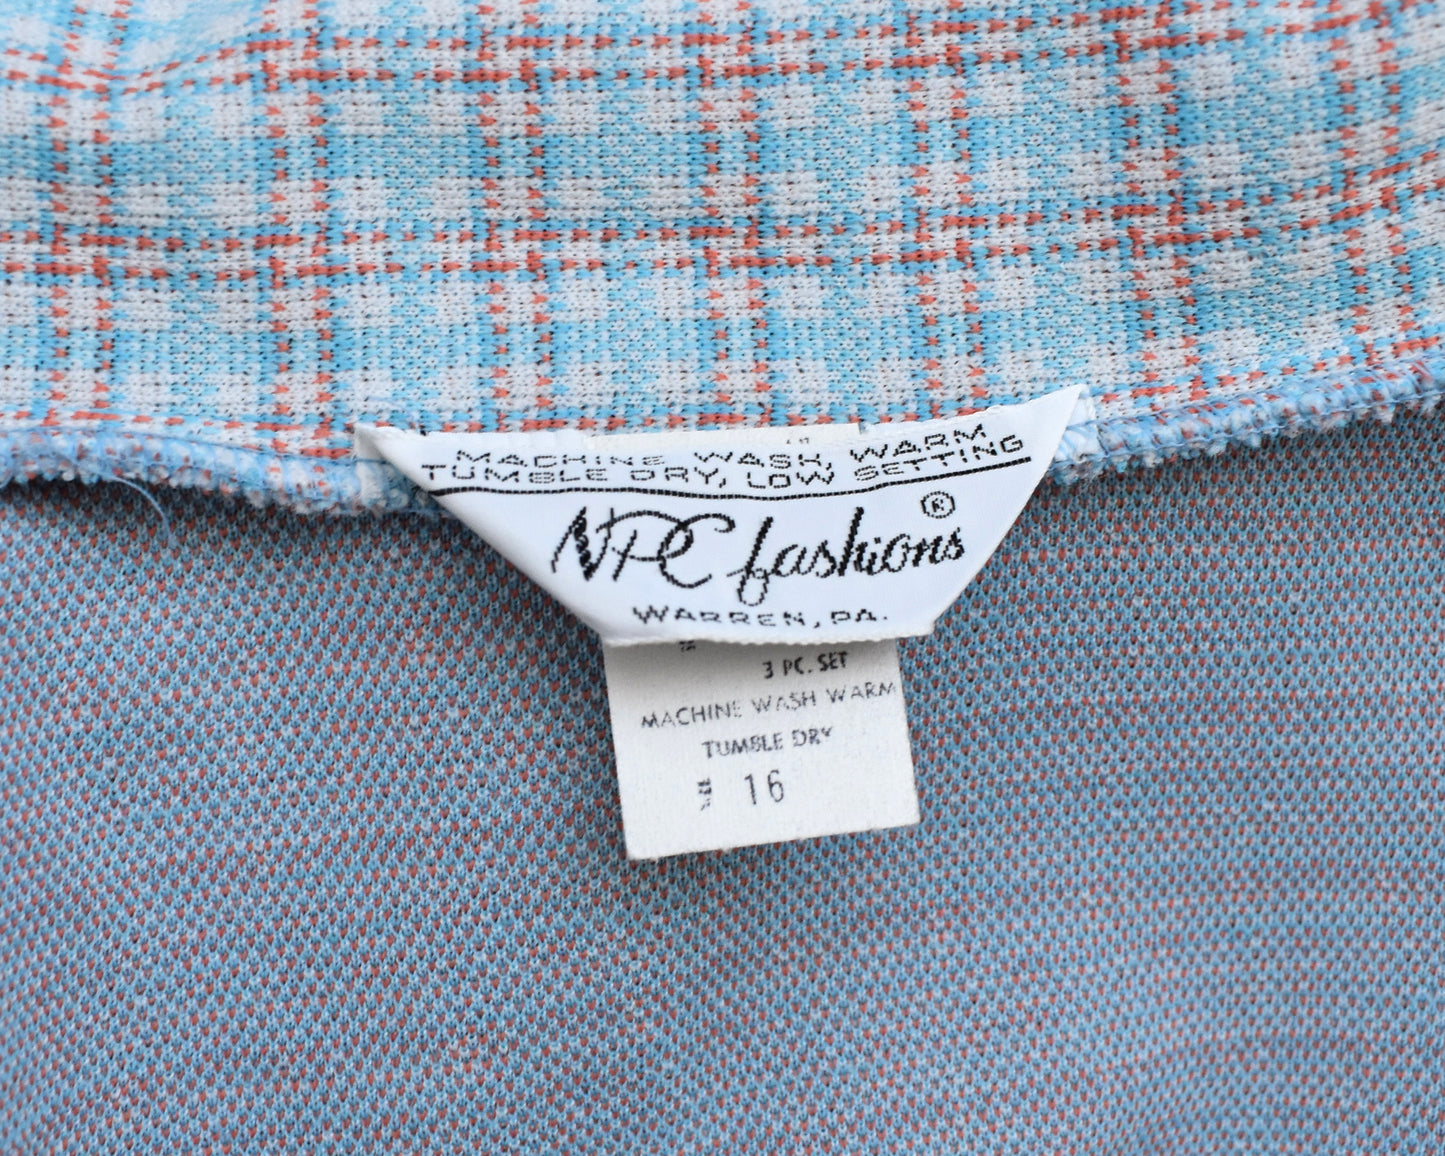 MACHINE WASH, WARM
TUMBLE DRY, LOW SETTING
NPC fashions ®
WARREN, PA.
3 PC. SET
MACHINE WASH WARM
TUMBLE DRY
16